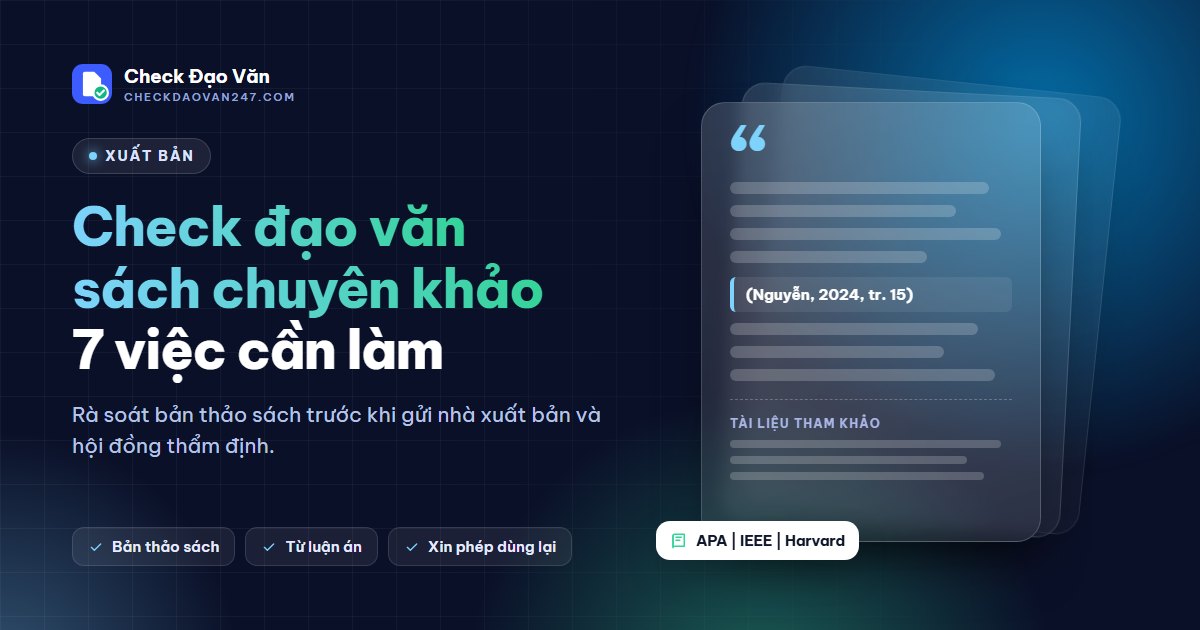 Check Đạo Văn
CHECKDAOVAN247.COM
XUẤT BẢN
Check đạo văn
sách chuyên khảo
7 việc cần làm
Rà soát bản thảo sách trước khi gửi nhà xuất bản và
hội đồng thẩm định.
Bản thảo sách
Từ luận án
Xin phép dùng lại
“
(Nguyễn, 2024, tr. 15)
TÀI LIỆU THAM KHẢO
APA | IEEE | Harvard